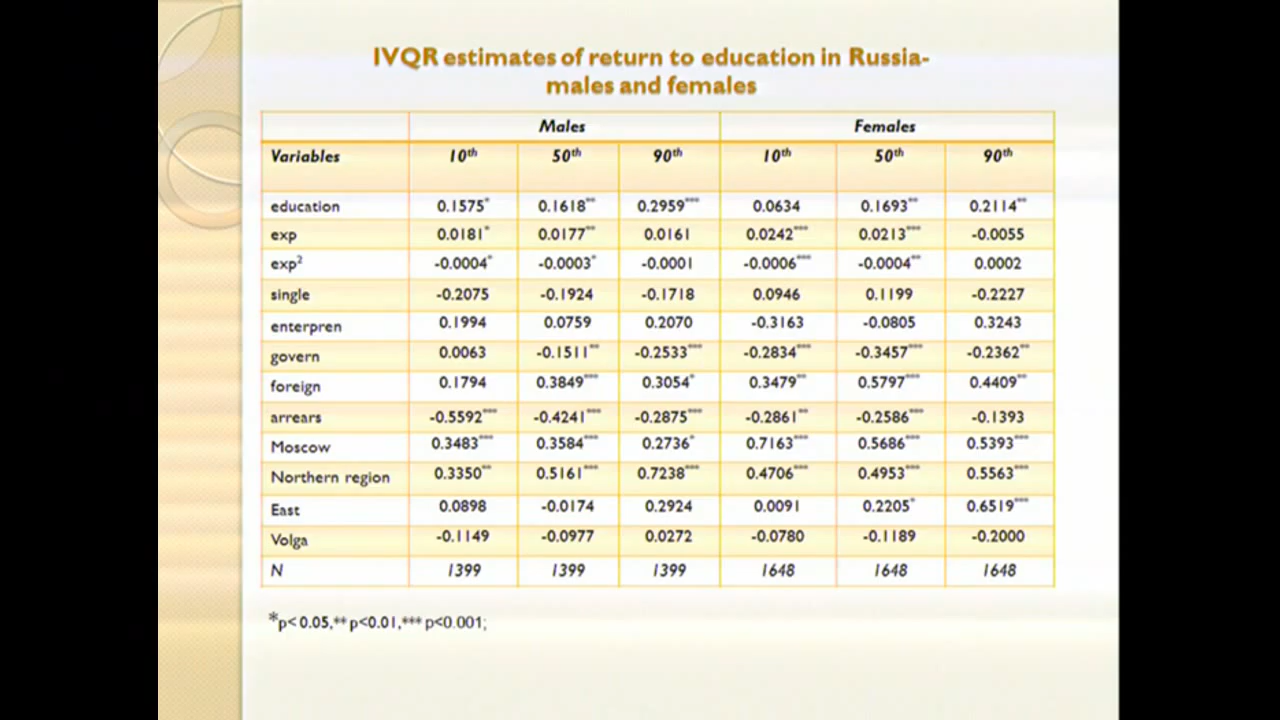 IVQR estimates of return to education in Russia-
males and females
Males Females
Variables 10th 50th 90th 10th 50th 90th
education 0.1575* 0.1618** 0.2959*** 0.0634 0.1693** 0.2114**
exp 0.0181* 0.0177** 0.0161 0.0242*** 0.0213*** -0.0055
exp2 -0.0004* -0.0003* -0.0001 -0.0006*** -0.0004** 0.0002
single -0.2075 -0.1924 -0.1718 0.0946 0.1199 -0.2227
enterpren 0.1994 0.0759 0.2070 -0.3163 -0.0805 0.3243
govern 0.0063 -0.1511** -0.2533*** -0.2834*** -0.3457*** -0.2362**
foreign 0.1794 0.3849*** 0.3054* 0.3479** 0.5797*** 0.4409**
arrears -0.5592*** -0.4241*** -0.2875*** -0.2861** -0.2586*** -0.1393
Moscow 0.3483*** 0.3584*** 0.2736* 0.7163*** 0.5686*** 0.5393***
Northern region 0.3350** 0.5161*** 0.7238*** 0.4706*** 0.4953*** 0.5563***
East 0.0898 -0.0174 0.2924 0.0091 0.2205* 0.6519***
Volga -0.1149 -0.0977 0.0272 -0.0780 -0.1189 -0.2000
N 1399 1399 1399 1648 1648 1648
*p< 0.05,** p<0.01,*** p<0.001;